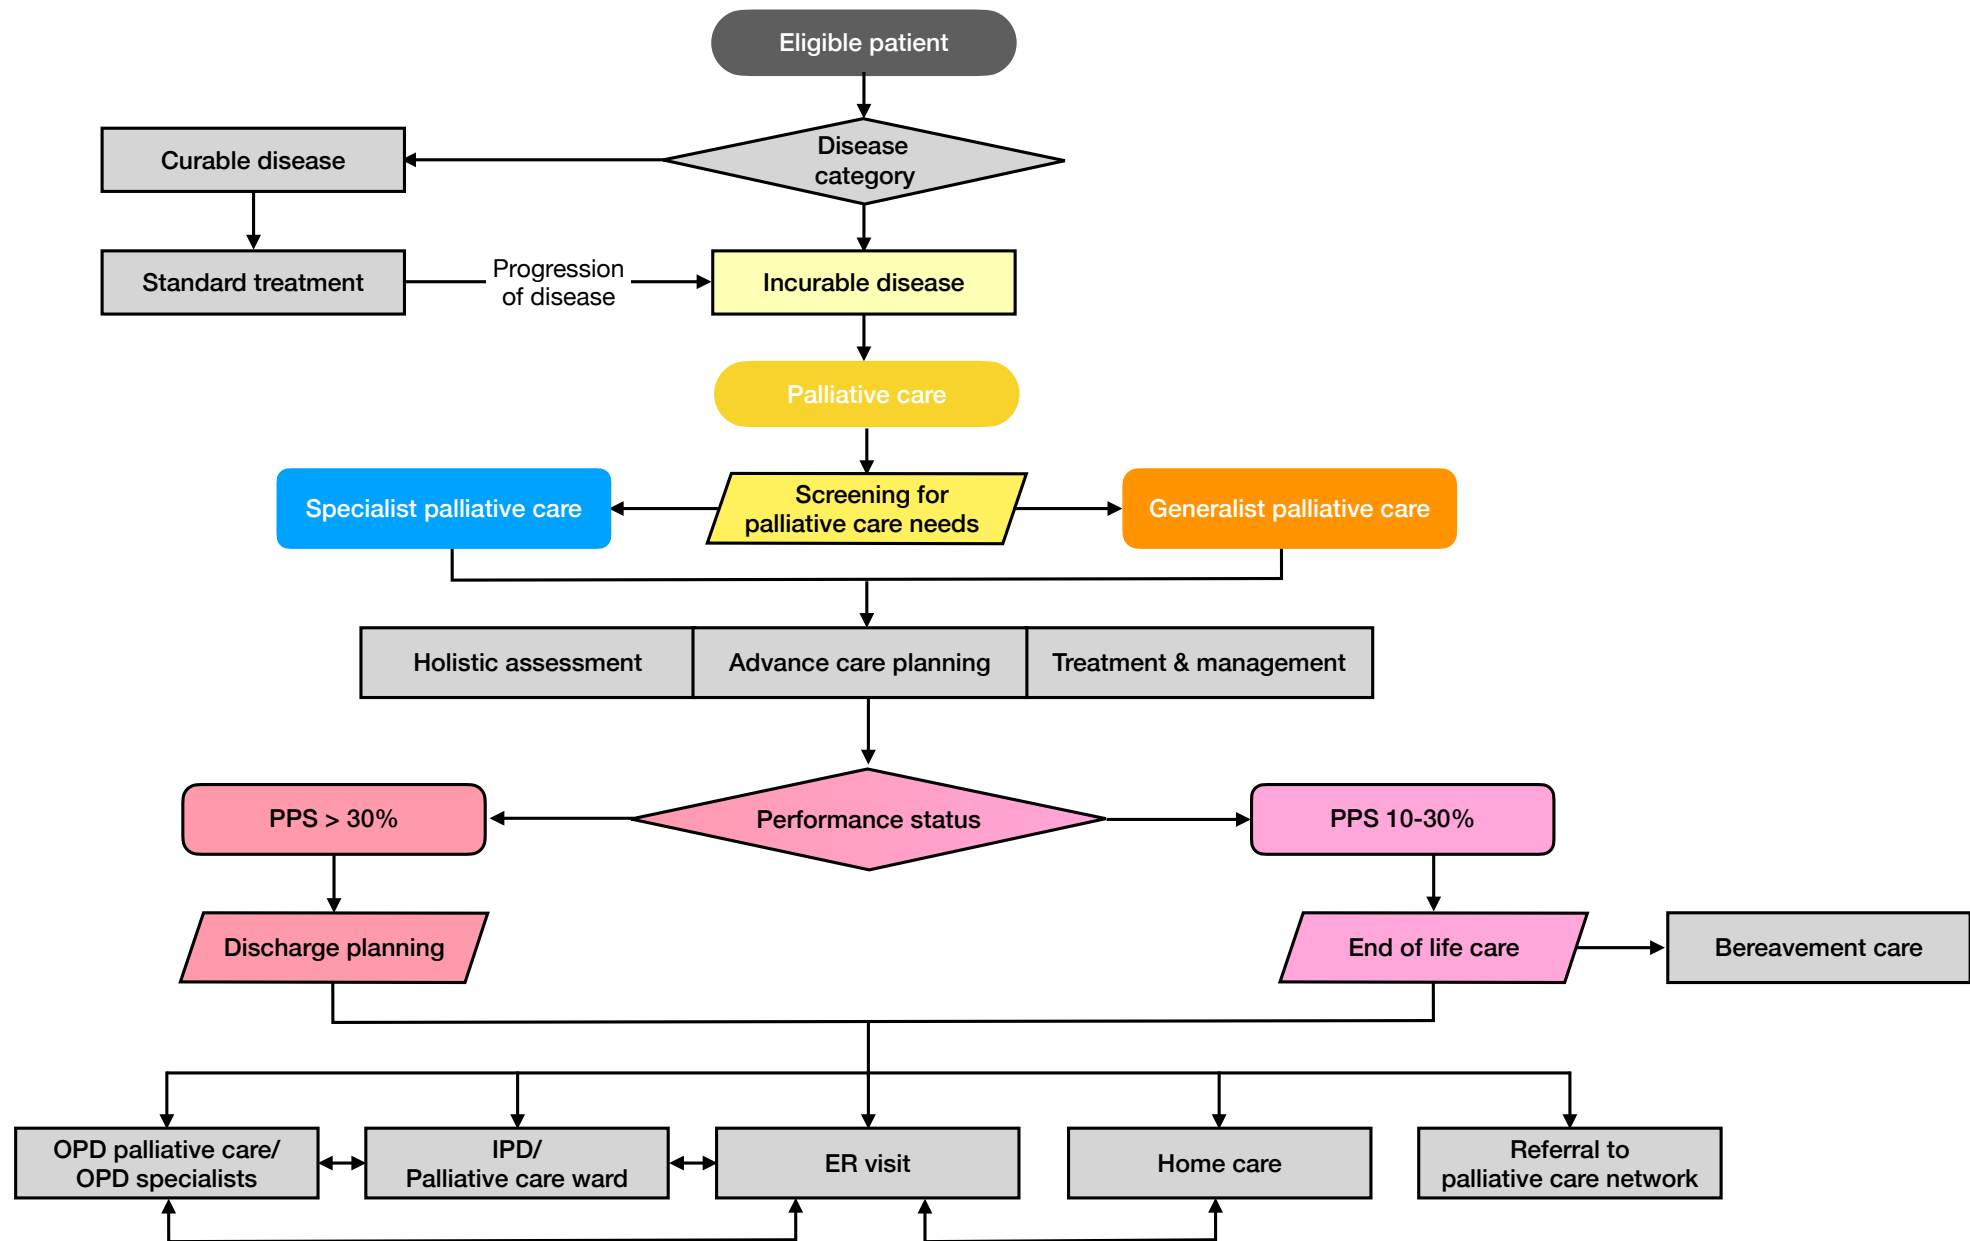 Eligible patient
Disease
category
Curable disease
Standard treatment
Progression
of disease
Incurable disease
Palliative care
Specialist palliative care
Screening for
palliative care needs
Generalist palliative care
Holistic assessment
Advance care planning
Treatment & management
PPS > 30%
Performance status
PPS 10-30%
Discharge planning
End of life care
Bereavement care
OPD palliative care/
OPD specialists
IPD/
Palliative care ward
ER visit
Home care
Referral to
palliative care network